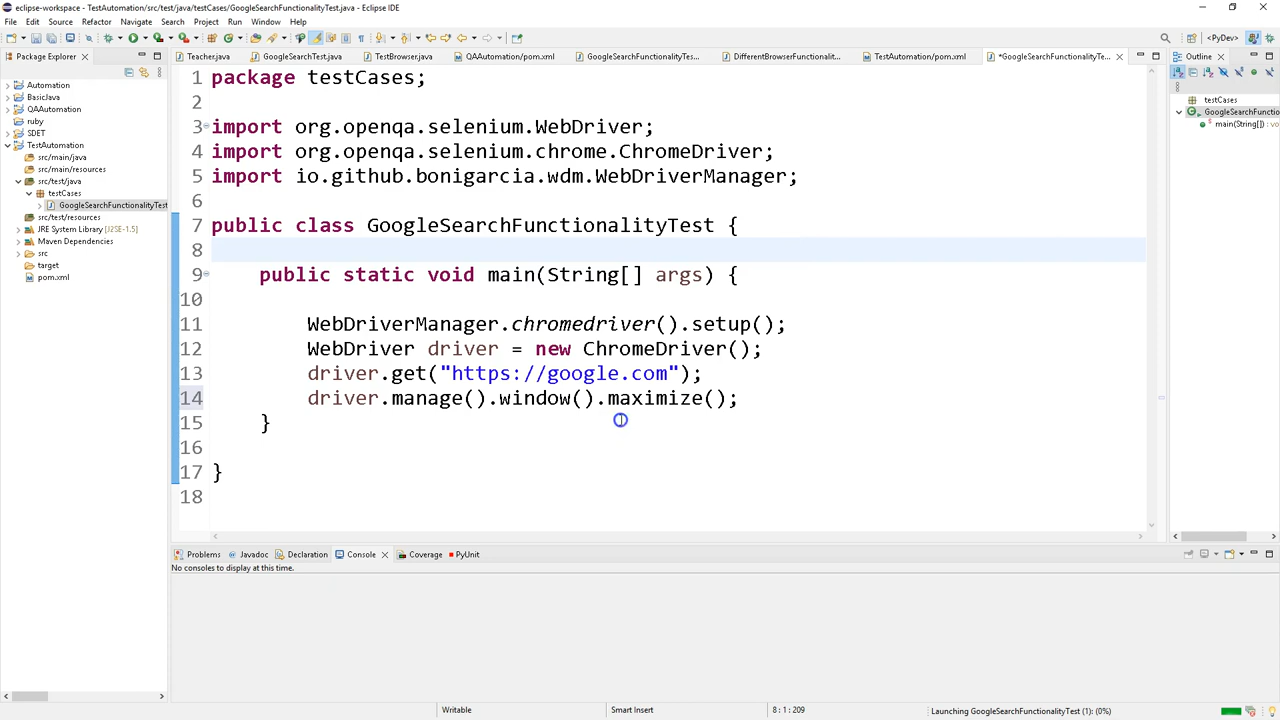 eclipse-workspace - TestAutomation/src/test/java/testCases/GoogleSearchFunctionalityTest.java - Eclipse IDE
File Edit Source Refactor Navigate Search Project Run Window Help
<PyDev>
Package Explorer
Teacher.java GoogleSearchTest.java TestBrowser.java QAAutomation/pom.xml GoogleSearchFunctionalityTes... DifferentBrowserFunctionalit... TestAutomation/pom.xml *GoogleSearchFunctionalityTe...
Outline
Automation
BasicJava
QAAutomation
ruby
SDET
TestAutomation
src/main/java
src/main/resources
src/test/java
testCases
GoogleSearchFunctionalityTest
src/test/resources
JRE System Library [J2SE-1.5]
Maven Dependencies
src
target
pom.xml
1 package testCases;
2
3 import org.openqa.selenium.WebDriver;
4 import org.openqa.selenium.chrome.ChromeDriver;
5 import io.github.bonigarcia.wdm.WebDriverManager;
6
7 public class GoogleSearchFunctionalityTest {
8
9 public static void main(String[] args) {
10
11 WebDriverManager.chromedriver().setup();
12 WebDriver driver = new ChromeDriver();
13 driver.get("https://google.com");
14 driver.manage().window().maximize();
15 }
16
17 }
18
testCases
GoogleSearchFunctio
main(String[]) : vo
Problems Javadoc Declaration Console Coverage PyUnit
No consoles to display at this time.
Writable Smart Insert 8 : 1 : 209 Launching GoogleSearchFunctionalityTest (1): (0%)